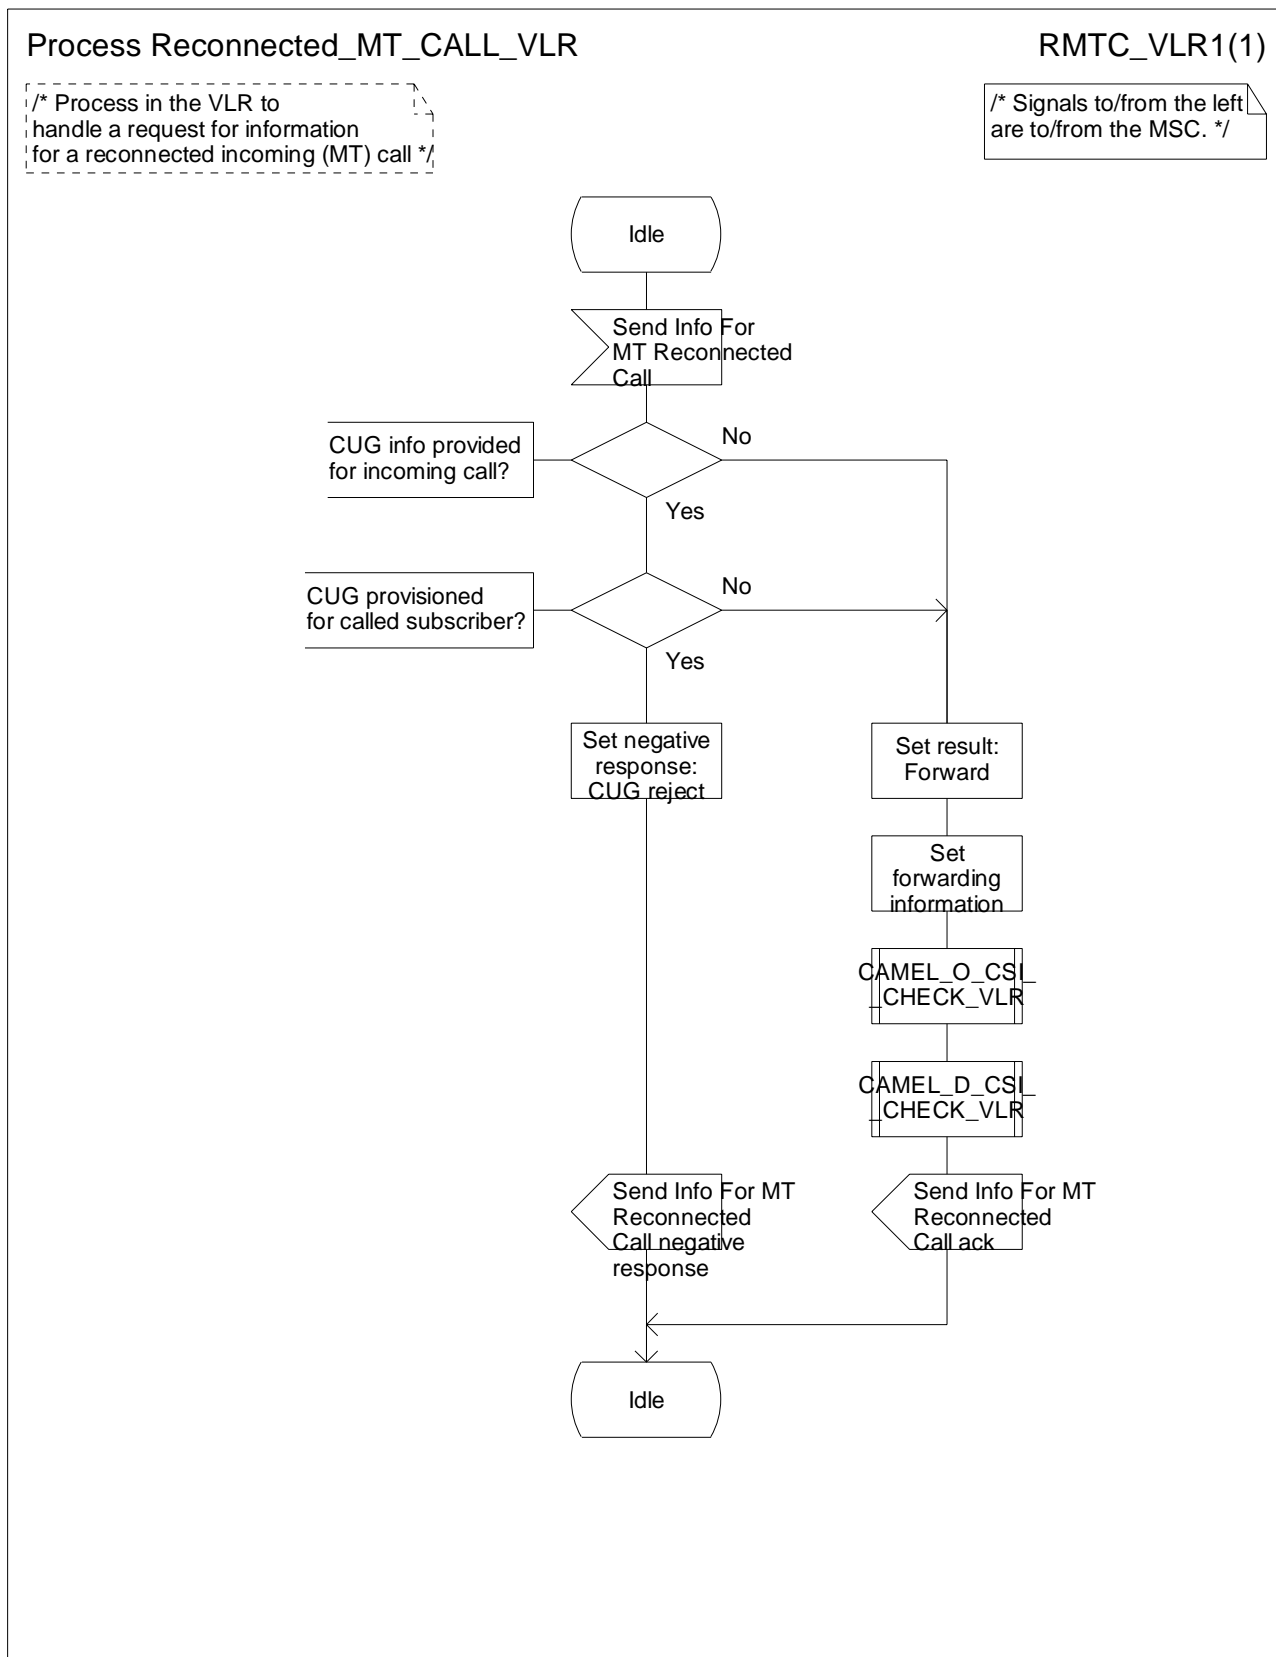 Process Reconnected_MT_CALL_VLR
RMTC_VLR1(1)
/* Process in the VLR to
handle a request for information
for a reconnected incoming (MT) call */
/* Signals to/from the left
are to/from the MSC. */
Idle
Send Info For
MT Reconnected
Call
CUG info provided
for incoming call?
No
Yes
CUG provisioned
for called subscriber?
No
Yes
Set negative
response:
CUG reject
Set result:
Forward
Set
forwarding
information
CAMEL_O_CSI_
_CHECK_VLR
CAMEL_D_CSI_
_CHECK_VLR
Send Info For MT
Reconnected
Call negative
response
Send Info For MT
Reconnected
Call ack
Idle